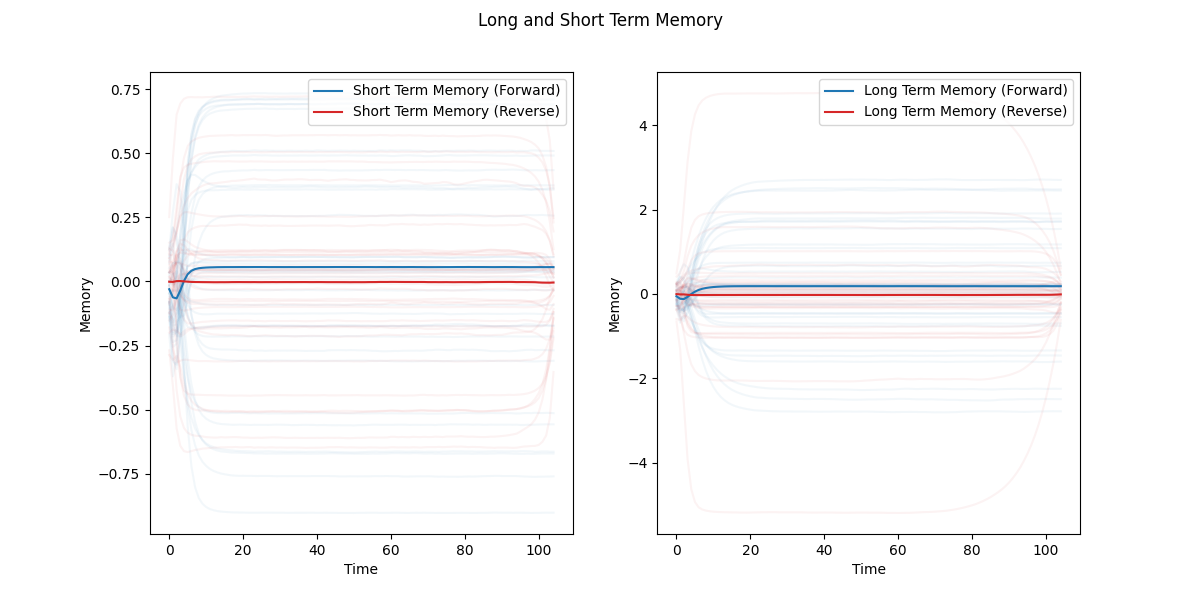 Long and Short Term Memory
Short Term Memory (Forward)
Short Term Memory (Reverse)
0.75
0.50
0.25
0.00
−0.25
−0.50
−0.75
Memory
0 20 40 60 80 100
Time
Long Term Memory (Forward)
Long Term Memory (Reverse)
4
2
0
−2
−4
Memory
0 20 40 60 80 100
Time